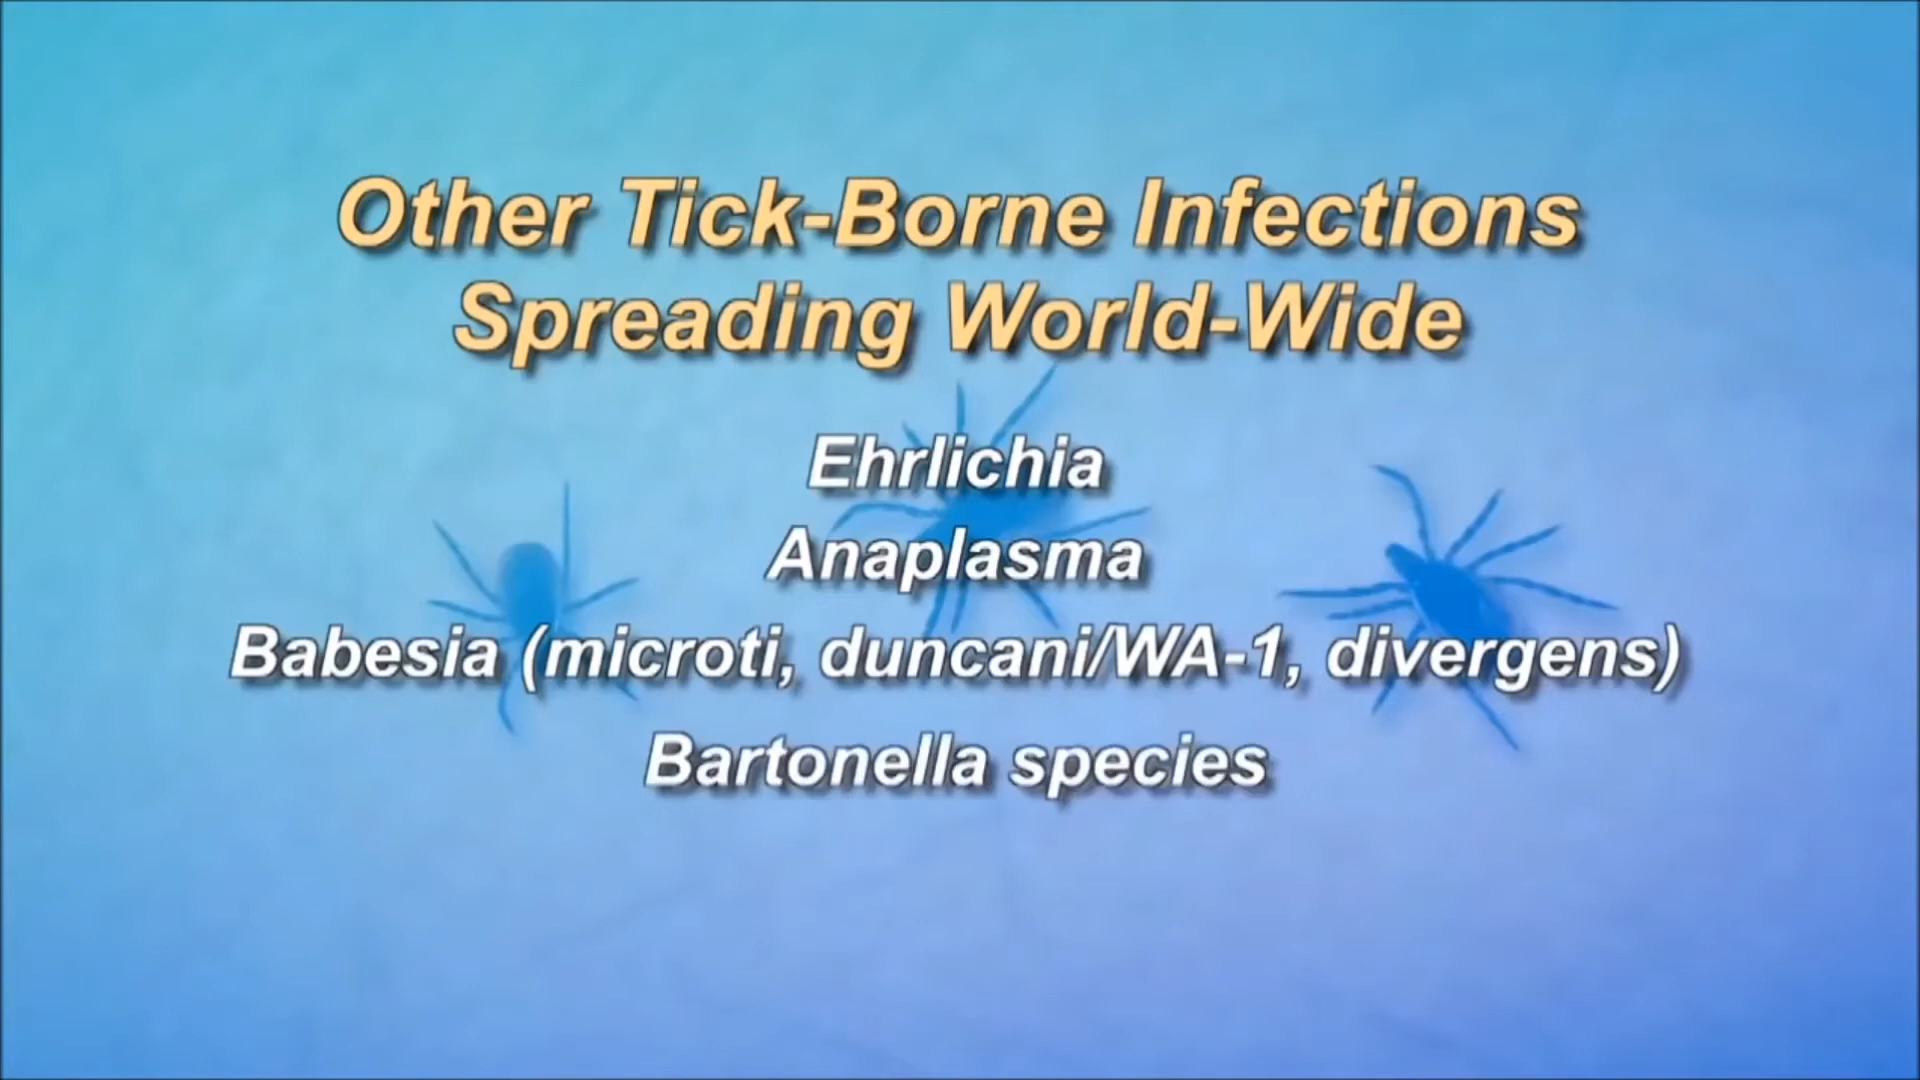 Other Tick-Borne Infections
Spreading World-Wide
Ehrlichia
Anaplasma
Babesia (microti, duncani/WA-1, divergens)
Bartonella species